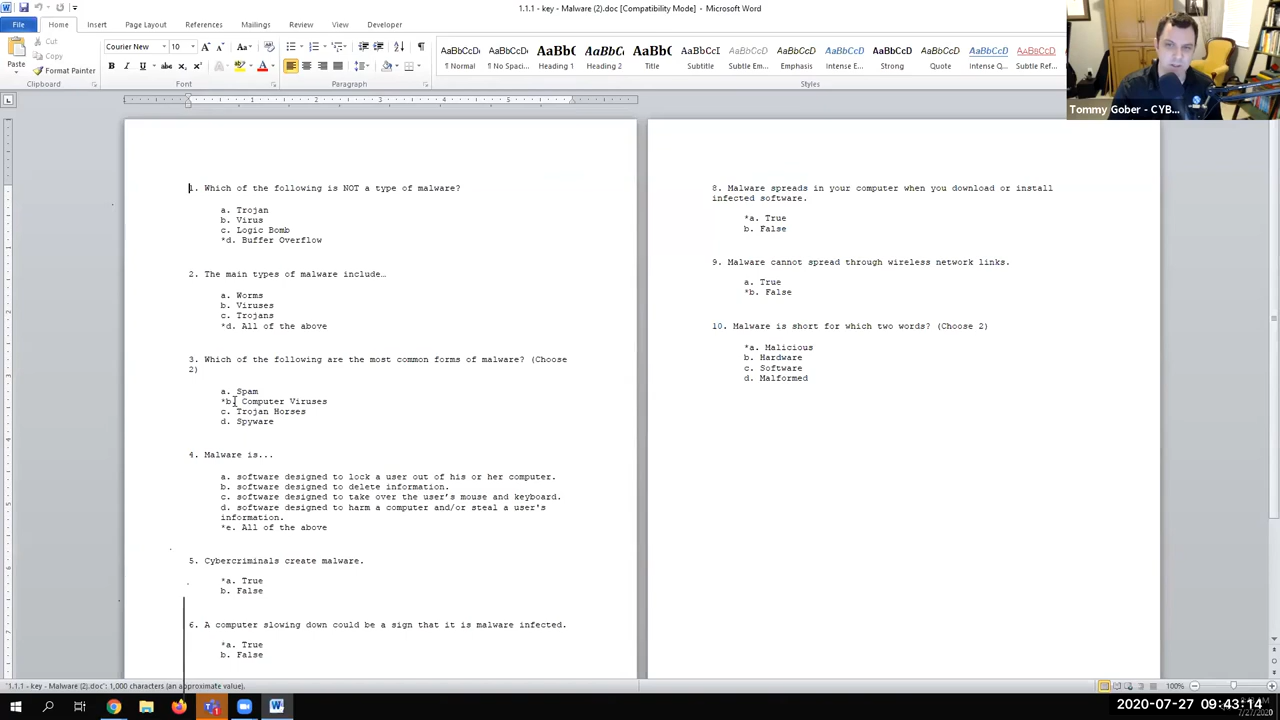 1.1.1 - key - Malware (2).doc [Compatibility Mode] - Microsoft Word
File Home Insert Page Layout References Mailings Review View Developer
Cut
Copy
Format Painter
Paste
Courier New 10
AaBbCcDc AaBbCcDc AaBbC AaBbCc AaBbC AaBbCcD AaBbCcDc AaBbCcDc AaBbCcDc AaBbCcD AaBbCcDc AaBbCcDc AaBbCcDc
¶ Normal ¶ No Spaci... Heading 1 Heading 2 Title Subtitle Subtle Em... Emphasis Intense E... Strong Quote Intense Q... Subtle Ref...
Clipboard Font Paragraph Styles
Tommy Gober - CYB...
1. Which of the following is NOT a type of malware?
a. Trojan
b. Virus
c. Logic Bomb
*d. Buffer Overflow
2. The main types of malware include…
a. Worms
b. Viruses
c. Trojans
*d. All of the above
3. Which of the following are the most common forms of malware? (Choose
2)
a. Spam
*b. Computer Viruses
c. Trojan Horses
d. Spyware
4. Malware is...
a. software designed to lock a user out of his or her computer.
b. software designed to delete information.
c. software designed to take over the user’s mouse and keyboard.
d. software designed to harm a computer and/or steal a user's
information.
*e. All of the above
5. Cybercriminals create malware.
*a. True
b. False
6. A computer slowing down could be a sign that it is malware infected.
*a. True
b. False
8. Malware spreads in your computer when you download or install
infected software.
*a. True
b. False
9. Malware cannot spread through wireless network links.
a. True
*b. False
10. Malware is short for which two words? (Choose 2)
*a. Malicious
b. Hardware
c. Software
d. Malformed
"1.1.1 - key - Malware (2).doc": 1,000 characters (an approximate value).
100%
2020-07-27 09:43:14
7/27/2020